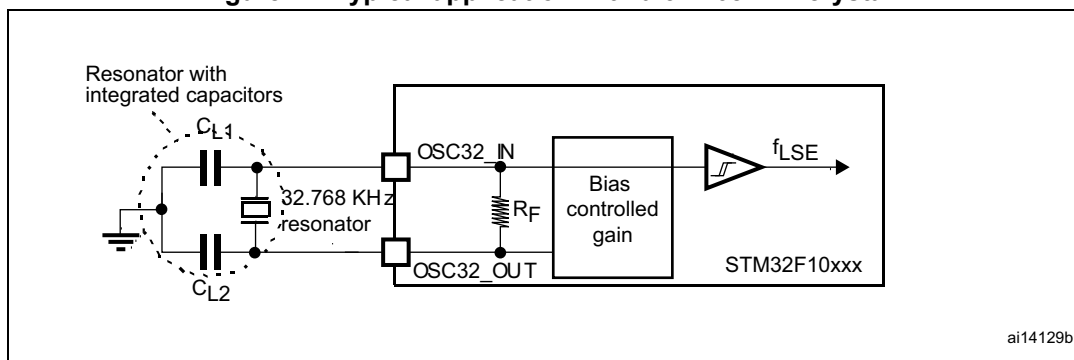 Resonator with
integrated capacitors
CL1
OSC32_IN
fLSE
32.768 KHz
resonator
RF
Bias
controlled
gain
OSC32_OUT
STM32F10xxx
CL2
ai14129b